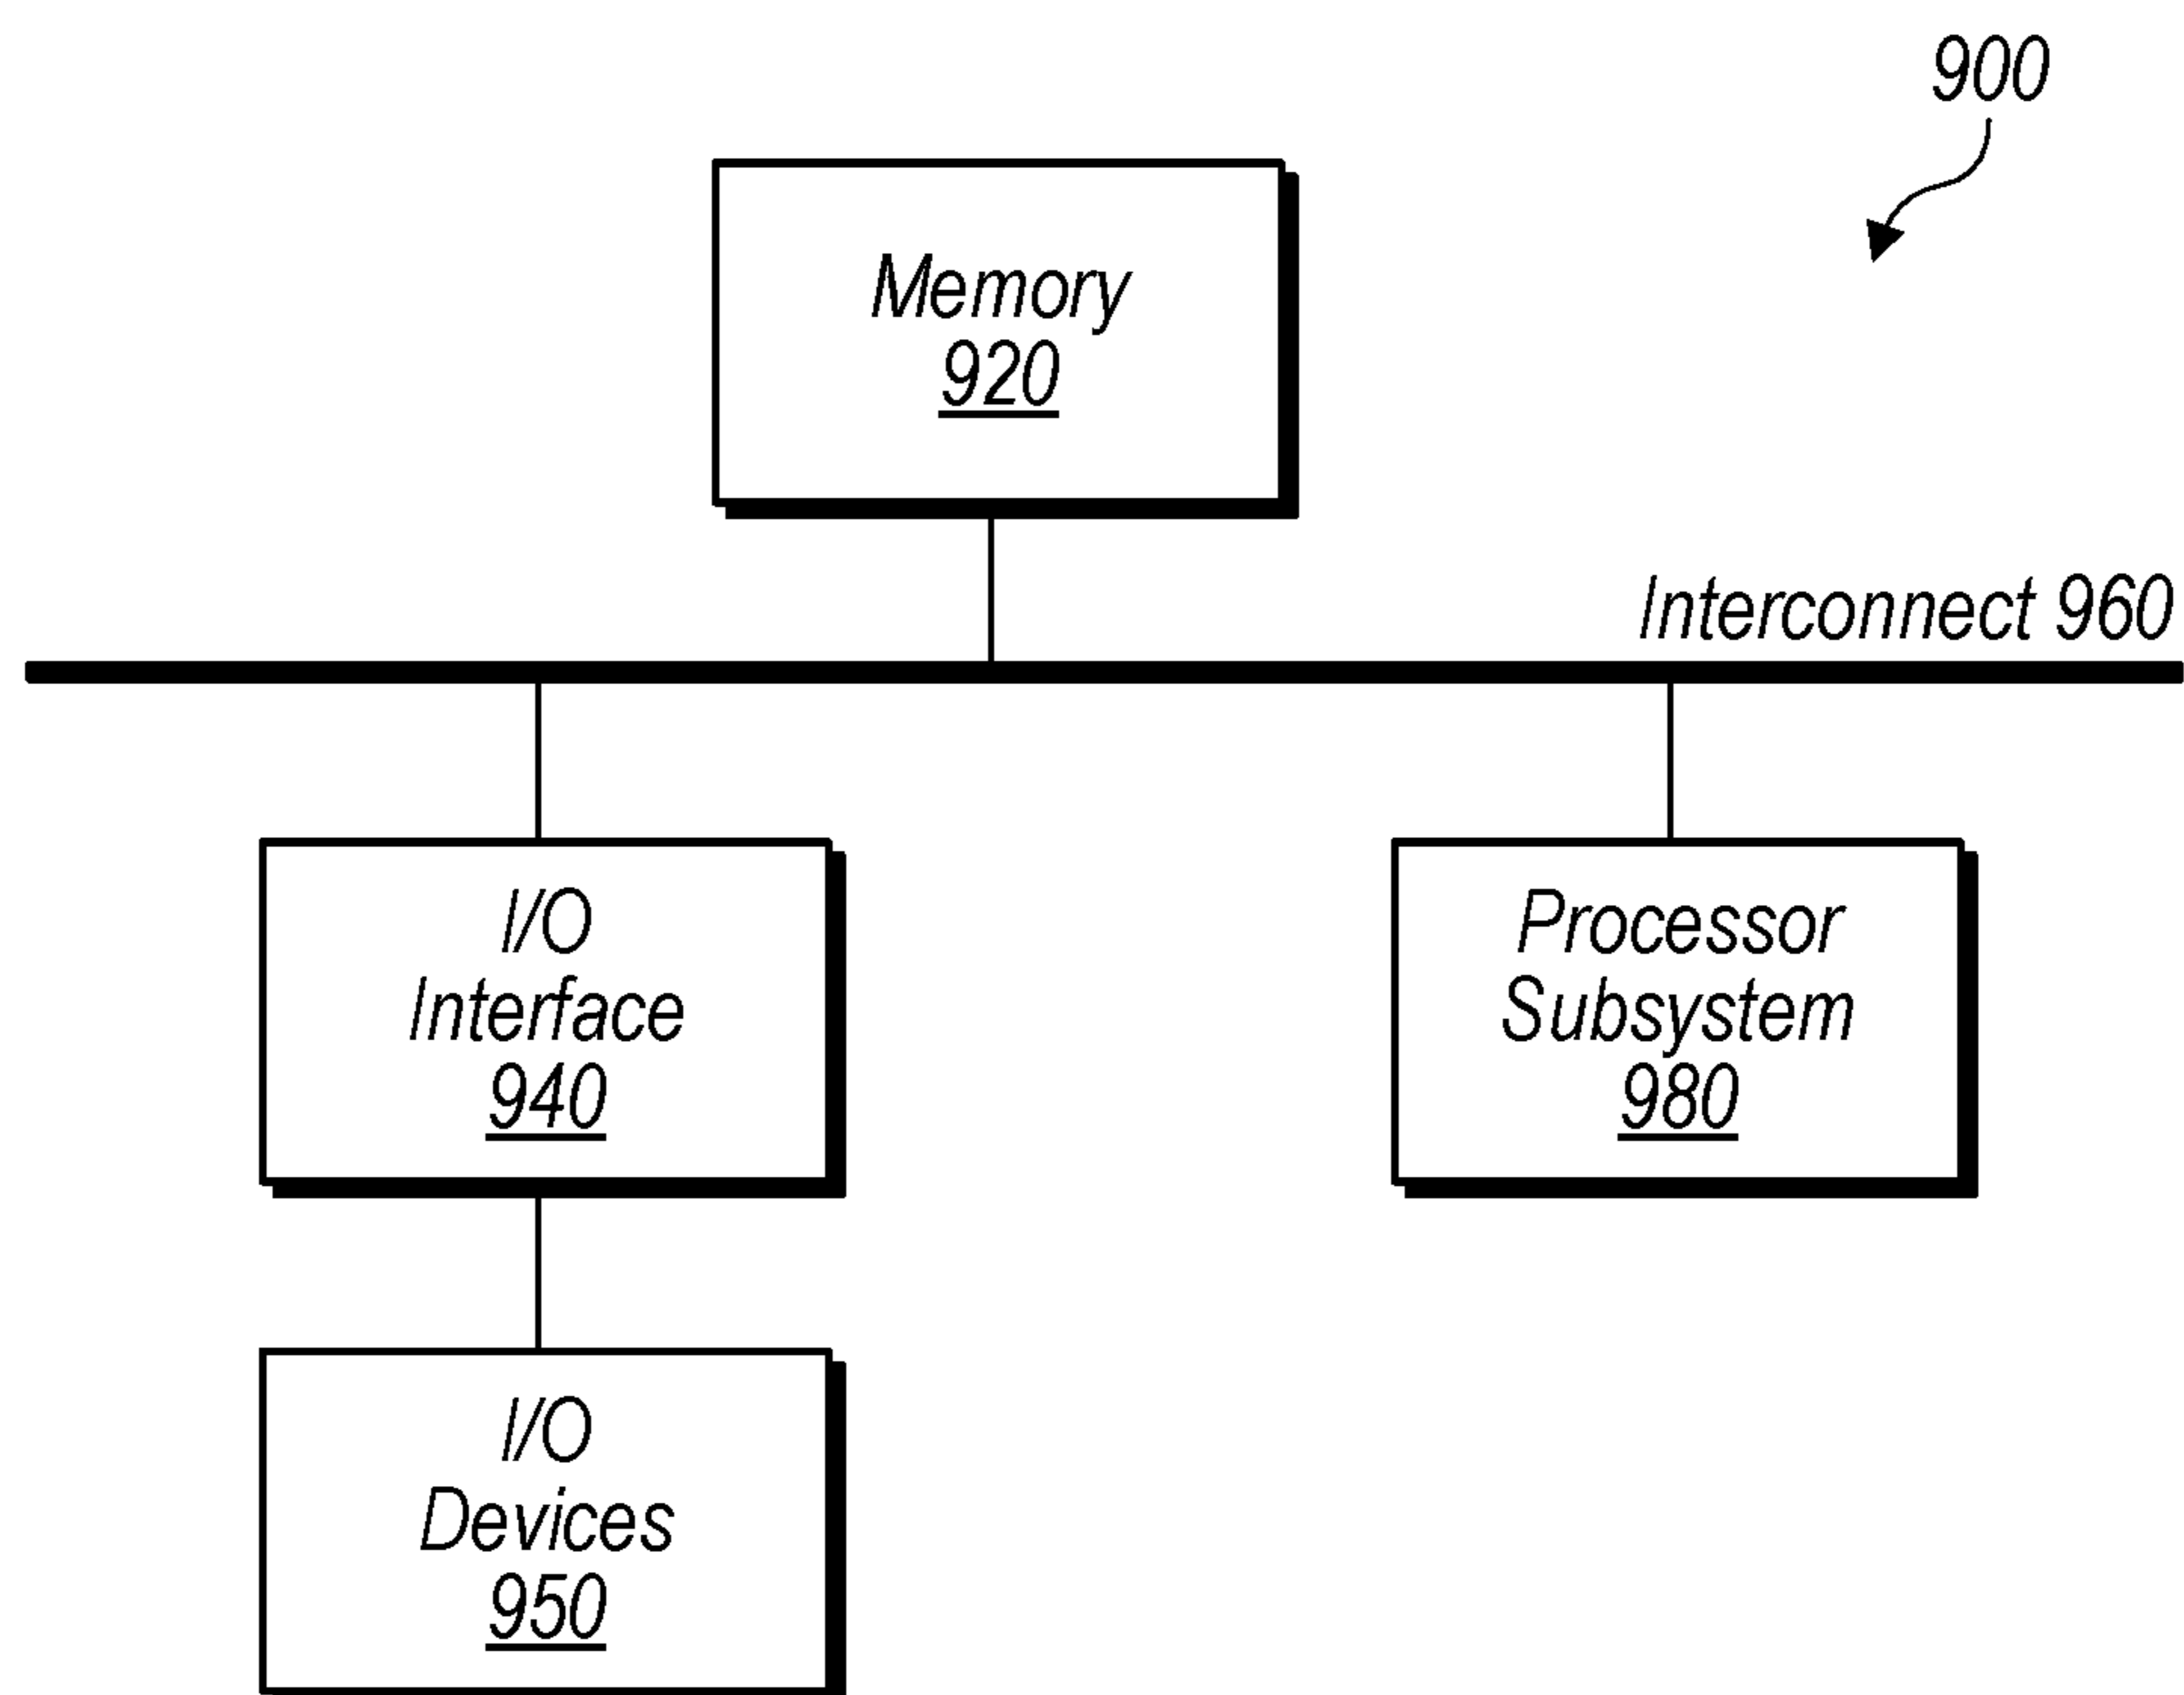 900
Memory
920
Interconnect 960
I/O
Interface
940
Processor
Subsystem
980
I/O
Devices
950